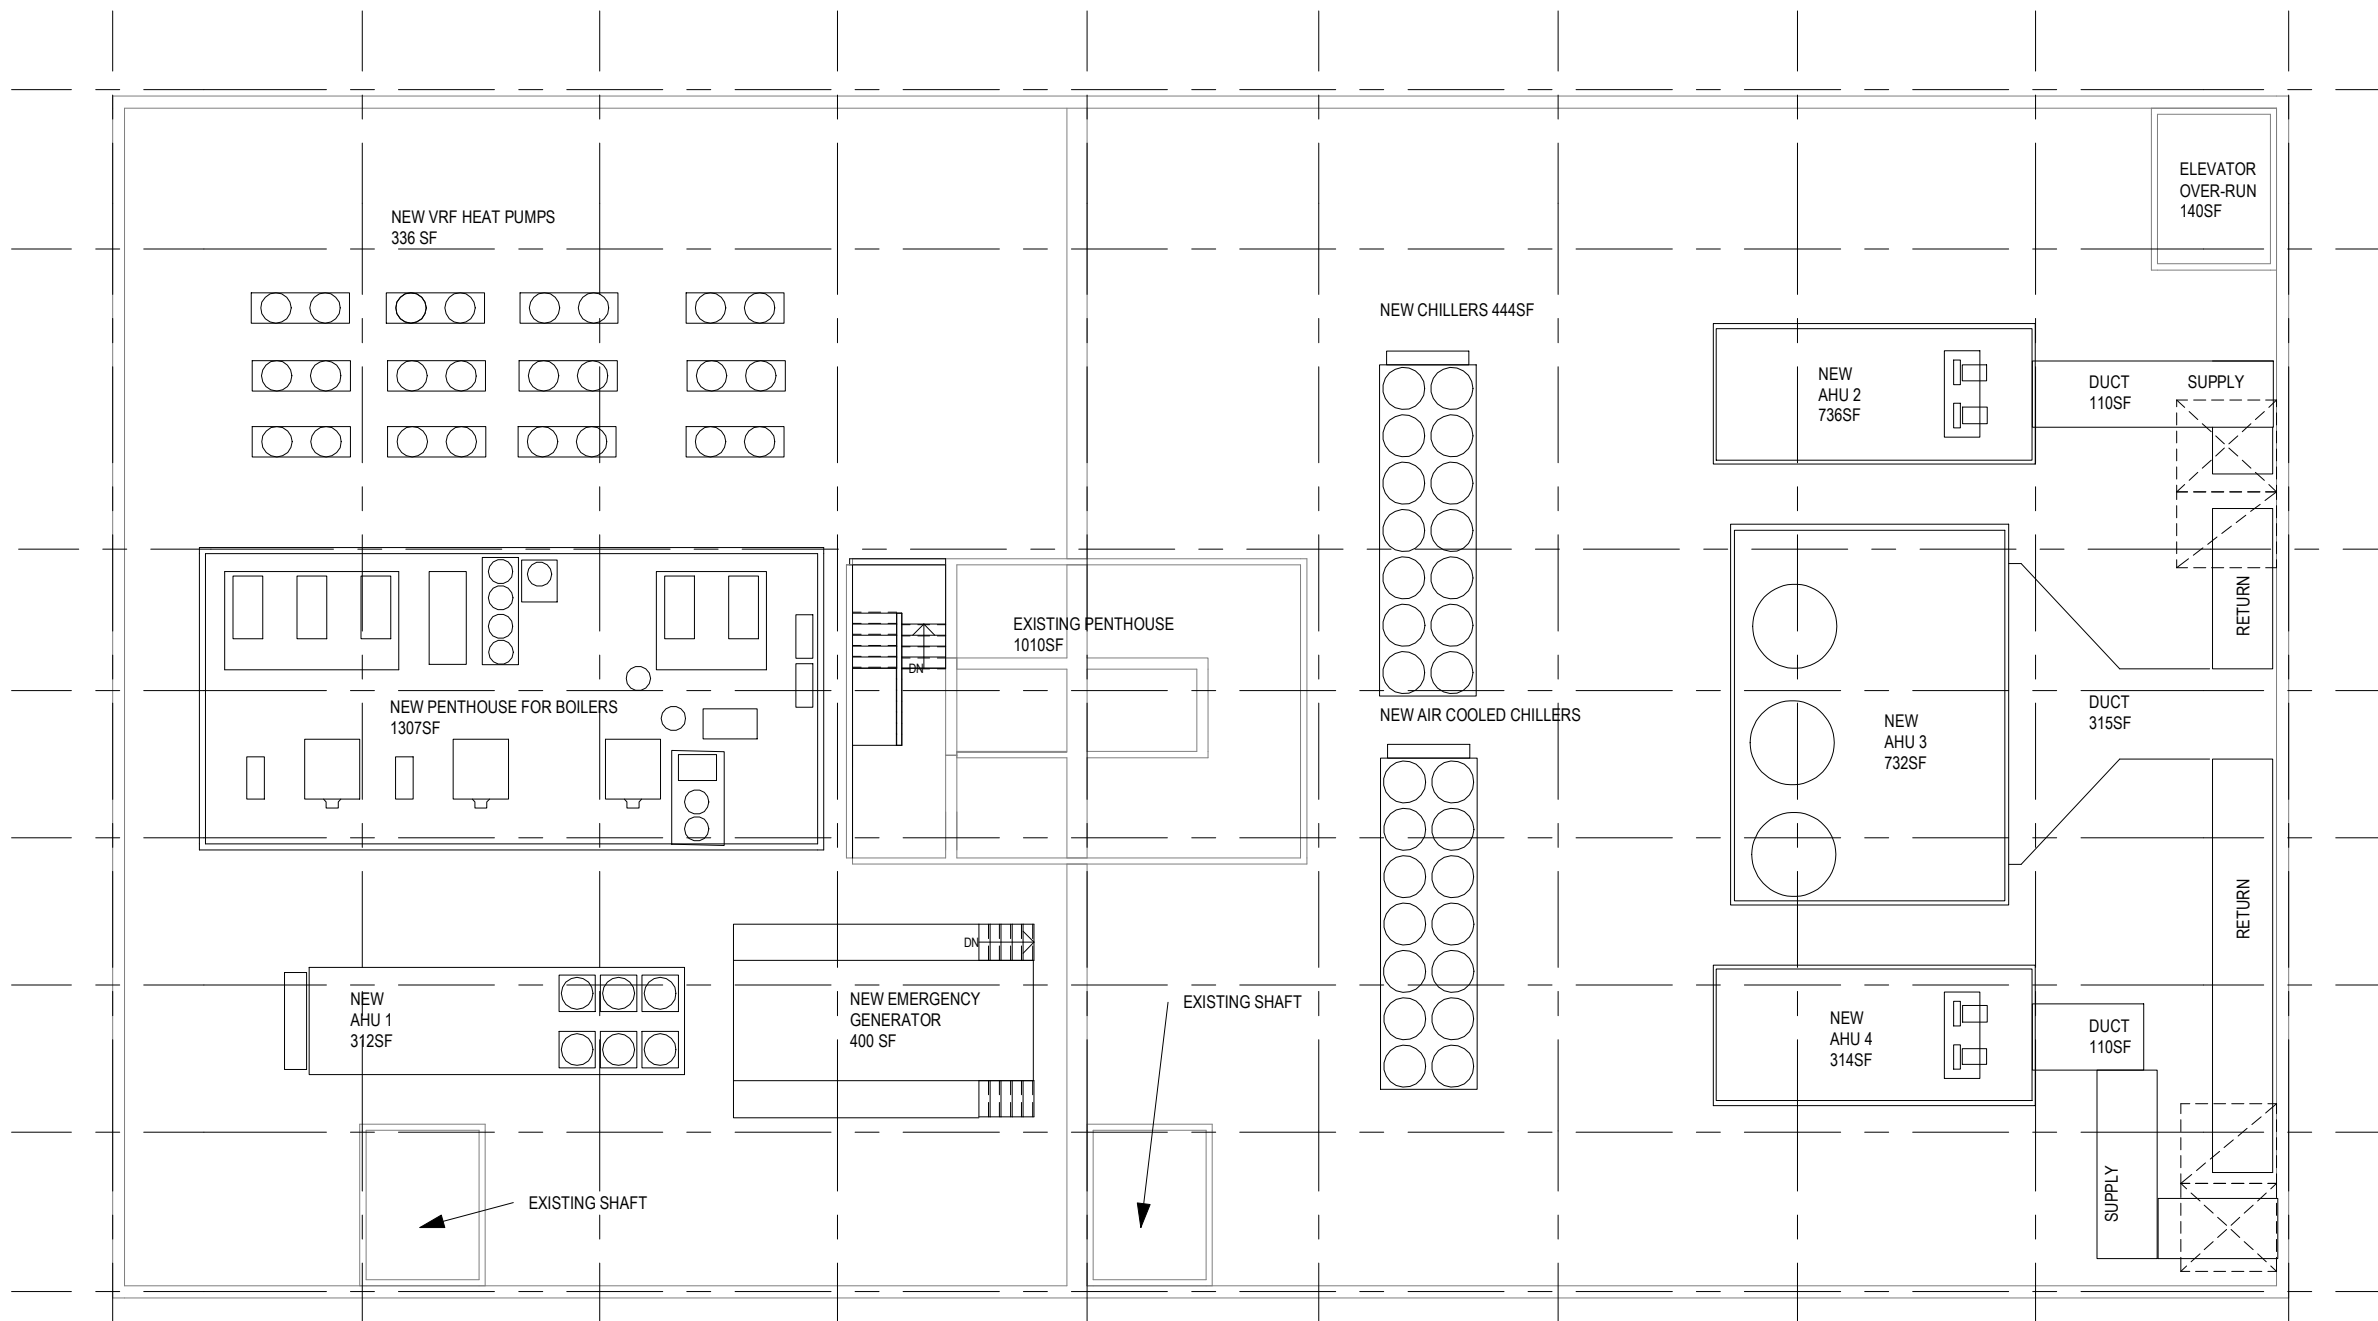 ELEVATOR
OVER-RUN
140SF
NEW VRF HEAT PUMPS
336 SF
NEW CHILLERS 444SF
NEW
AHU 2
736SF
DUCT
110SF
SUPPLY
RETURN
EXISTING PENTHOUSE
1010SF
DN
NEW PENTHOUSE FOR BOILERS
1307SF
NEW AIR COOLED CHILLERS
NEW
AHU 3
732SF
DUCT
315SF
RETURN
DN
NEW
AHU 1
312SF
NEW EMERGENCY
GENERATOR
400 SF
EXISTING SHAFT
NEW
AHU 4
314SF
DUCT
110SF
SUPPLY
EXISTING SHAFT